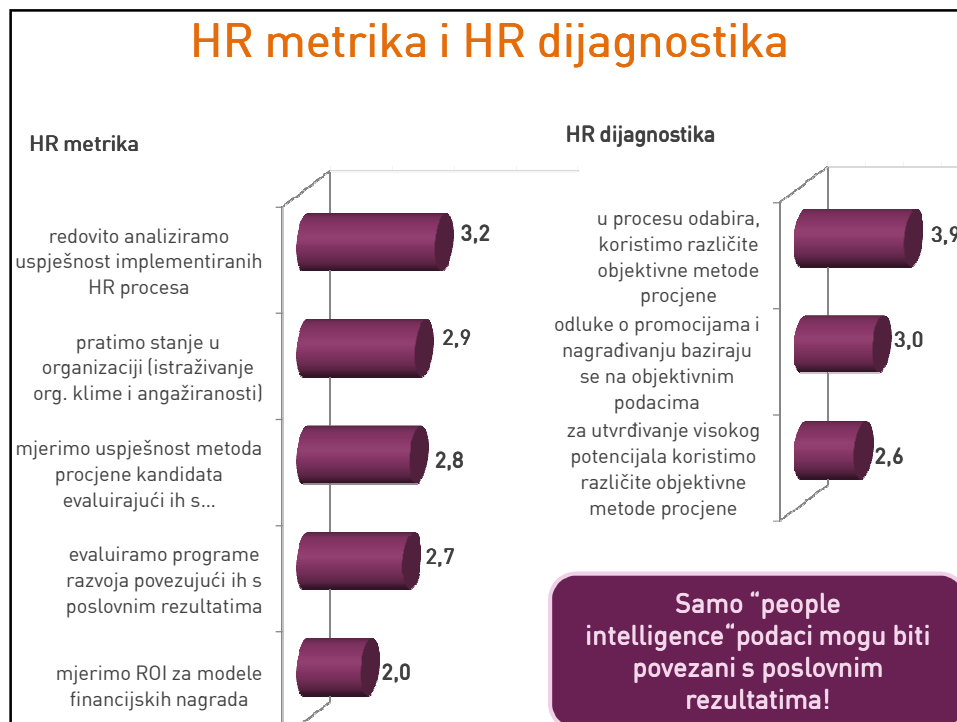 HR metrika i HR dijagnostika
HR metrika
redovito analiziramo
uspješnost implementiranih
HR procesa
3,2
pratimo stanje u
organizaciji (istraživanje
org. klime i angažiranosti)
2,9
mjerimo uspješnost metoda
procjene kandidata
evaluirajući ih s...
2,8
evaluiramo programe
razvoja povezujući ih s
poslovnim rezultatima
2,7
mjerimo ROI za modele
financijskih nagrada
2,0
HR dijagnostika
u procesu odabira,
koristimo različite
objektivne metode
procjene
3,9
odluke o promocijama i
nagrađivanju baziraju
se na objektivnim
podacima
3,0
za utvrđivanje visokog
potencijala koristimo
različite objektivne
metode procjene
2,6
Samo “people
intelligence“podaci mogu biti
povezani s poslovnim
rezultatima!